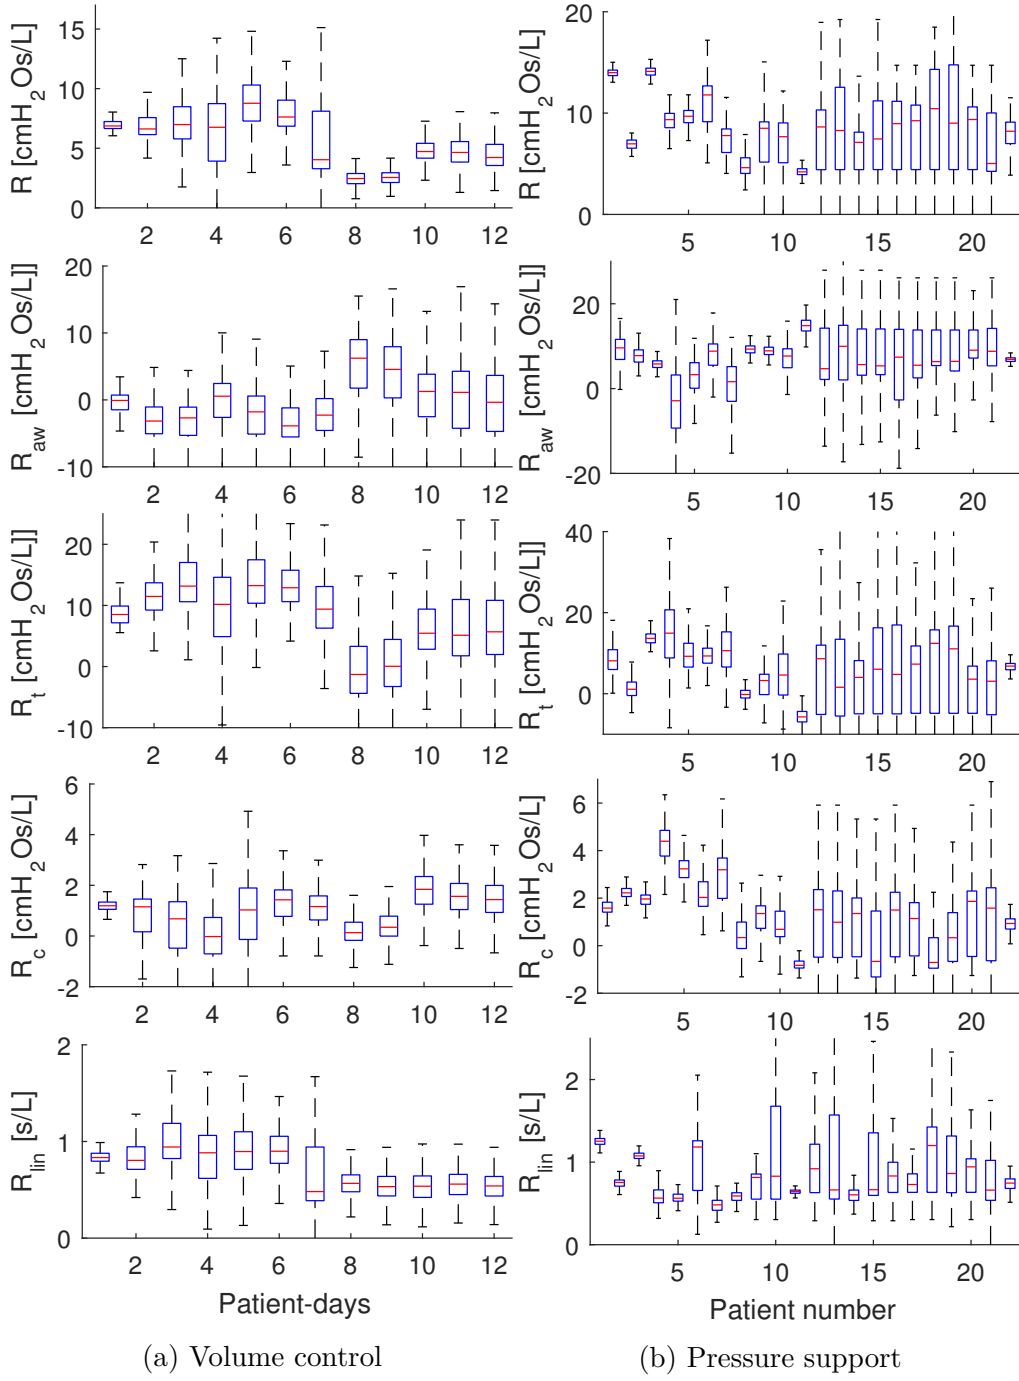 R [cmH2Os/L]
15
10
5
0
2 4 6 8 10 12
R [cmH2Os/L]
20
10
0
5 10 15 20
Raw [cmH2Os/L]]
20
10
0
-10
2 4 6 8 10 12
Raw [cmH2Os/L]]
20
0
-20
5 10 15 20
Rt [cmH2Os/L]]
20
10
0
-10
2 4 6 8 10 12
Rt [cmH2Os/L]]
40
20
0
5 10 15 20
Rc [cmH2Os/L]
6
4
2
0
-2
2 4 6 8 10 12
Rc [cmH2Os/L]
6
4
2
0
-2
5 10 15 20
Rlin [s/L]
2
1
0
2 4 6 8 10 12
Patient-days
Rlin [s/L]
2
1
0
5 10 15 20
Patient number
(a) Volume control
(b) Pressure support